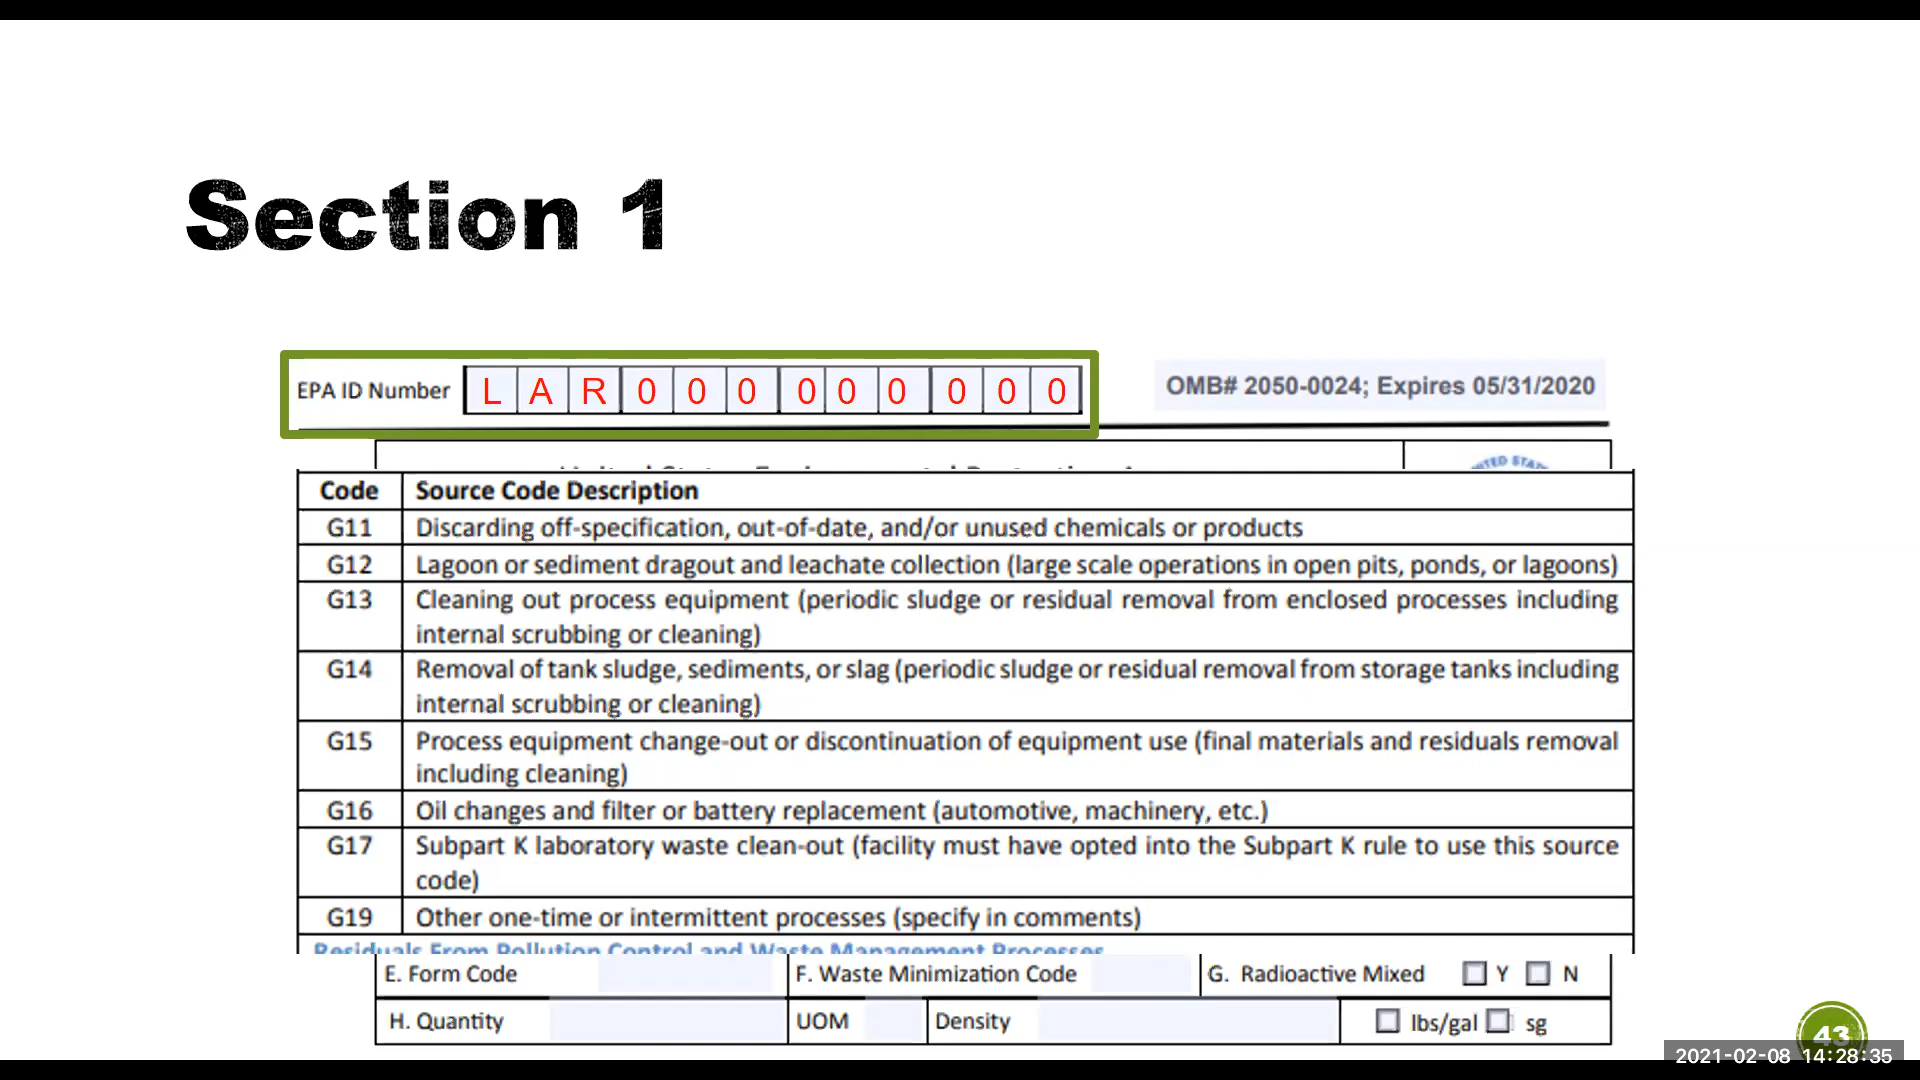 Section 1
EPA ID Number L A R 0 0 0 0 0 0 0 0 0
OMB# 2050-0024; Expires 05/31/2020
Code Source Code Description
G11 Discarding off-specification, out-of-date, and/or unused chemicals or products
G12 Lagoon or sediment dragout and leachate collection (large scale operations in open pits, ponds, or lagoons)
G13 Cleaning out process equipment (periodic sludge or residual removal from enclosed processes including
internal scrubbing or cleaning)
G14 Removal of tank sludge, sediments, or slag (periodic sludge or residual removal from storage tanks including
internal scrubbing or cleaning)
G15 Process equipment change-out or discontinuation of equipment use (final materials and residuals removal
including cleaning)
G16 Oil changes and filter or battery replacement (automotive, machinery, etc.)
G17 Subpart K laboratory waste clean-out (facility must have opted into the Subpart K rule to use this source
code)
G19 Other one-time or intermittent processes (specify in comments)
Residuals From Pollution Control and Waste Management Processes
E. Form Code F. Waste Minimization Code G. Radioactive Mixed Y N
H. Quantity UOM Density lbs/gal sg
43
2021-02-08 14:28:35